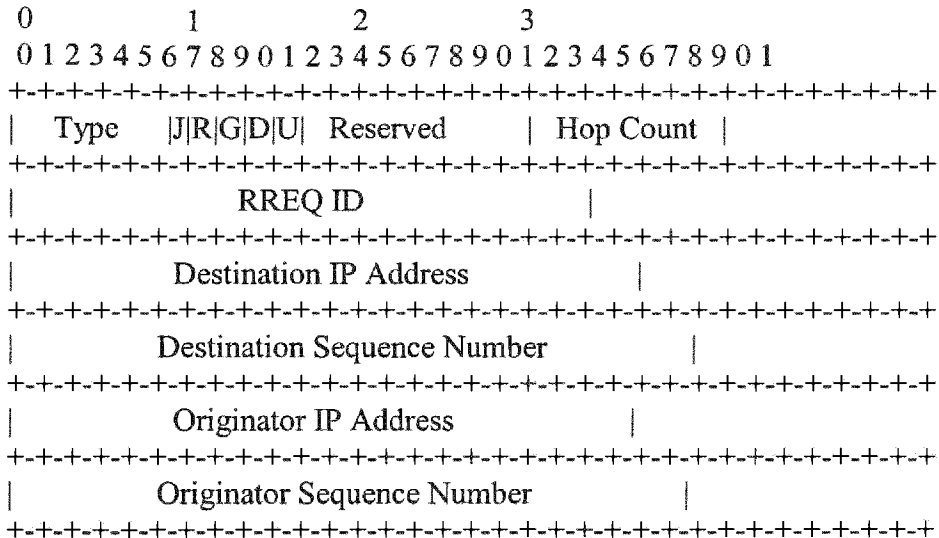 0 1 2 3
0 1 2 3 4 5 6 7 8 9 0 1 2 3 4 5 6 7 8 9 0 1 2 3 4 5 6 7 8 9 0 1
+-+-+-+-+-+-+-+-+-+-+-+-+-+-+-+-+-+-+-+-+-+-+-+-+-+-+-+-+-+-+-+-+
| Type |J|R|G|D|U| Reserved | Hop Count |
+-+-+-+-+-+-+-+-+-+-+-+-+-+-+-+-+-+-+-+-+-+-+-+-+-+-+-+-+-+-+-+-+
| RREQ ID |
+-+-+-+-+-+-+-+-+-+-+-+-+-+-+-+-+-+-+-+-+-+-+-+-+-+-+-+-+-+-+-+-+
| Destination IP Address |
+-+-+-+-+-+-+-+-+-+-+-+-+-+-+-+-+-+-+-+-+-+-+-+-+-+-+-+-+-+-+-+-+
| Destination Sequence Number |
+-+-+-+-+-+-+-+-+-+-+-+-+-+-+-+-+-+-+-+-+-+-+-+-+-+-+-+-+-+-+-+-+
| Originator IP Address |
+-+-+-+-+-+-+-+-+-+-+-+-+-+-+-+-+-+-+-+-+-+-+-+-+-+-+-+-+-+-+-+-+
| Originator Sequence Number |
+-+-+-+-+-+-+-+-+-+-+-+-+-+-+-+-+-+-+-+-+-+-+-+-+-+-+-+-+-+-+-+-+